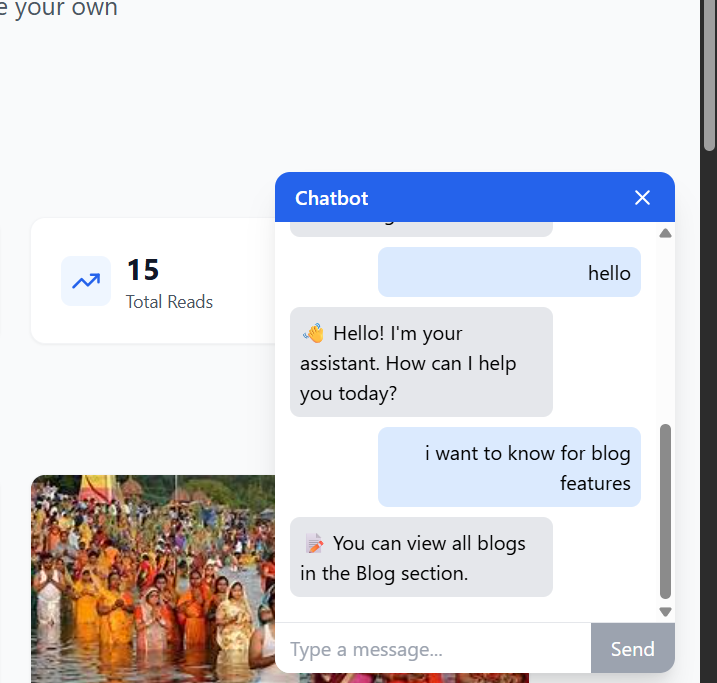 your own
15
Total Reads
Chatbot
hello
👋 Hello! I'm your
assistant. How can I help
you today?
i want to know for blog
features
📝 You can view all blogs
in the Blog section.
Type a message...
Send